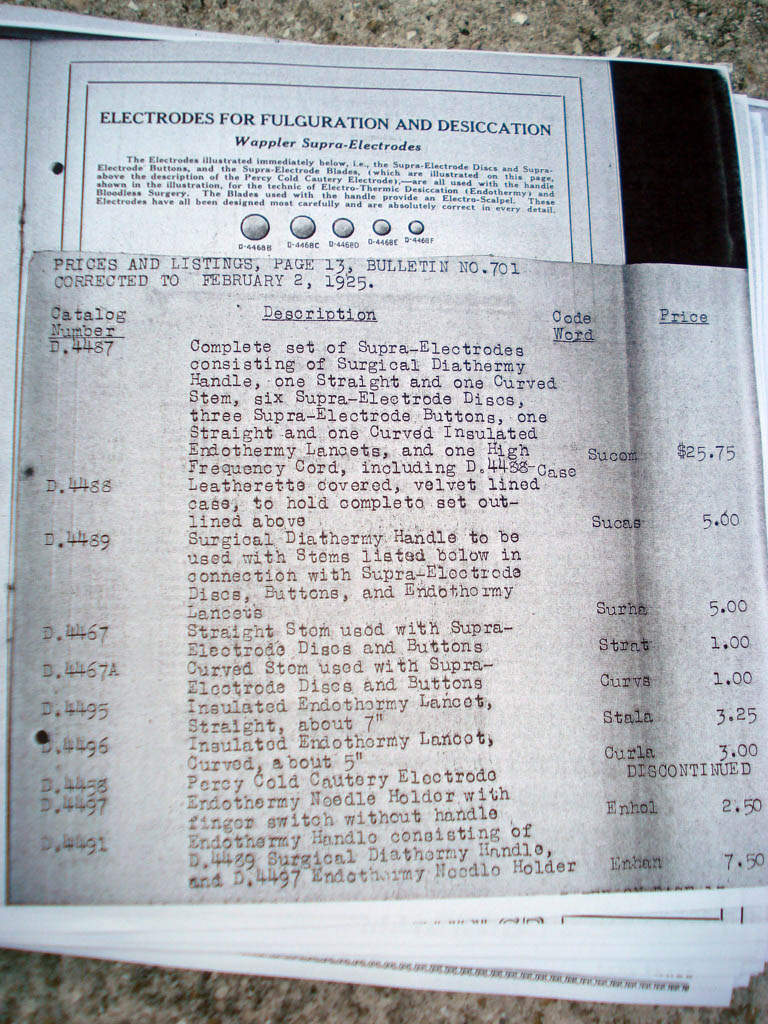 ELECTRODES FOR FULGURATION AND DESICCATION
Wappler Supra-Electrodes
The Electrodes illustrated immediately below, i.e., the Supra-Electrode Discs and Supra-
Electrode Buttons, and the Supra-Electrode Blades, (which are illustrated on this page,
above the description of the Percy Cold Cautery Electrode),—are all used with the handle
shown in the illustration, for the technic of Electro-Thermic Desiccation (Endothermy) and
Bloodless Surgery. The Blades used with the handle provide an Electro-Scalpel. These
Electrodes have all been designed most carefully and are absolutely correct in every detail.
D-4468B D-4468C D-4468D D-4468E D-4468F
PRICES AND LISTINGS, PAGE 13, BULLETIN NO.701
CORRECTED TO FEBRUARY 2, 1925.
Catalog Number Description Code Word Price
D.4487 Complete set of Supra-Electrodes
consisting of Surgical Diathermy
Handle, one Straight and one Curved
Stem, six Supra-Electrode Discs,
three Supra-Electrode Buttons, one
Straight and one Curved Insulated
Endothermy Lancets, and one High
Frequency Cord, including D.4488-Case Sucom $25.75
D.4488 Leatherette covered, velvet lined
case, to hold complete set out-
lined above Sucas 5.00
D.4489 Surgical Diathermy Handle to be
used with Stems listed below in
connection with Supra-Electrode
Discs, Buttons, and Endothermy
Lancets Surha 5.00
D.4467 Straight Stem used with Supra-
Electrode Discs and Buttons Strat 1.00
D.4467A Curved Stem used with Supra-
Electrode Discs and Buttons Curvs 1.00
D.4495 Insulated Endothermy Lancet,
Straight, about 7" Stala 3.25
D.4496 Insulated Endothermy Lancet,
Curved, about 5" Curla 3.00
D.4458 Percy Cold Cautery Electrode DISCONTINUED
D.4497 Endothermy Needle Holder with
finger switch without handle Enhol 2.50
D.4491 Endothermy Handle consisting of
D.4489 Surgical Diathermy Handle,
and D.4497 Endothermy Needle Holder Enhan 7.50